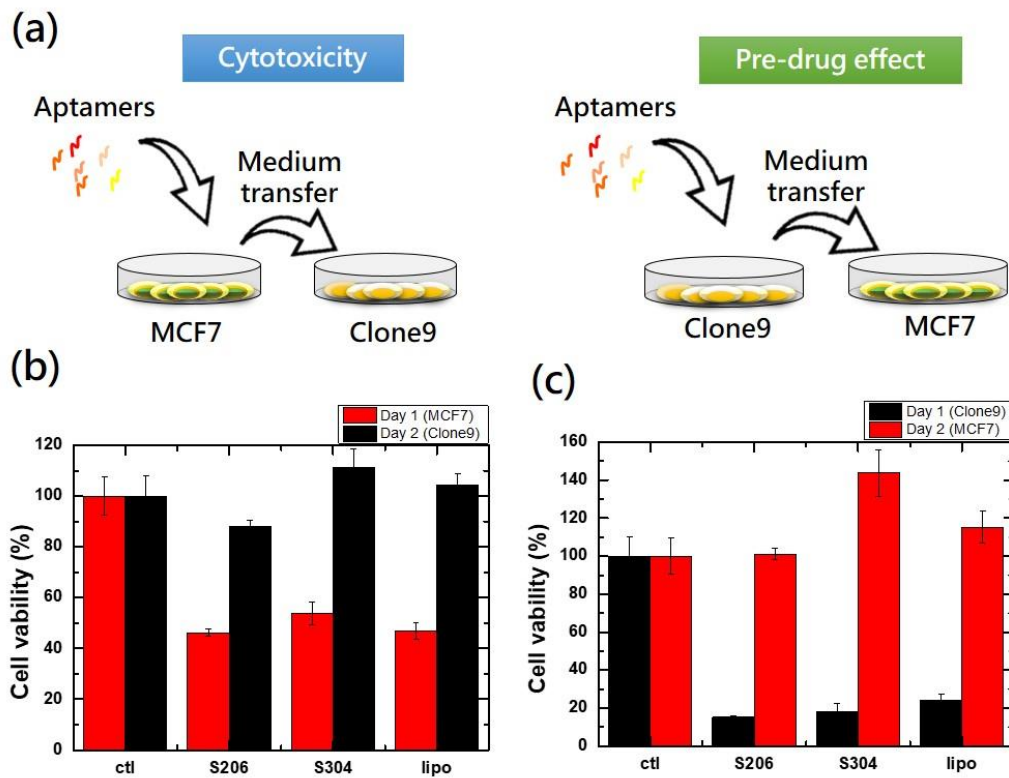 (a)
Cytotoxicity
Aptamers
Medium
transfer
MCF7
Clone9
Pre-drug effect
Aptamers
Medium
transfer
Clone9
MCF7
(b)
Day 1 (MCF7)
Day 2 (Clone9)
120
100
80
60
40
20
0
Cell vability (%)
ctl
S206
S304
lipo
(c)
Day 1 (Clone9)
Day 2 (MCF7)
160
140
120
100
80
60
40
20
0
Cell vability (%)
ctl
S206
S304
lipo